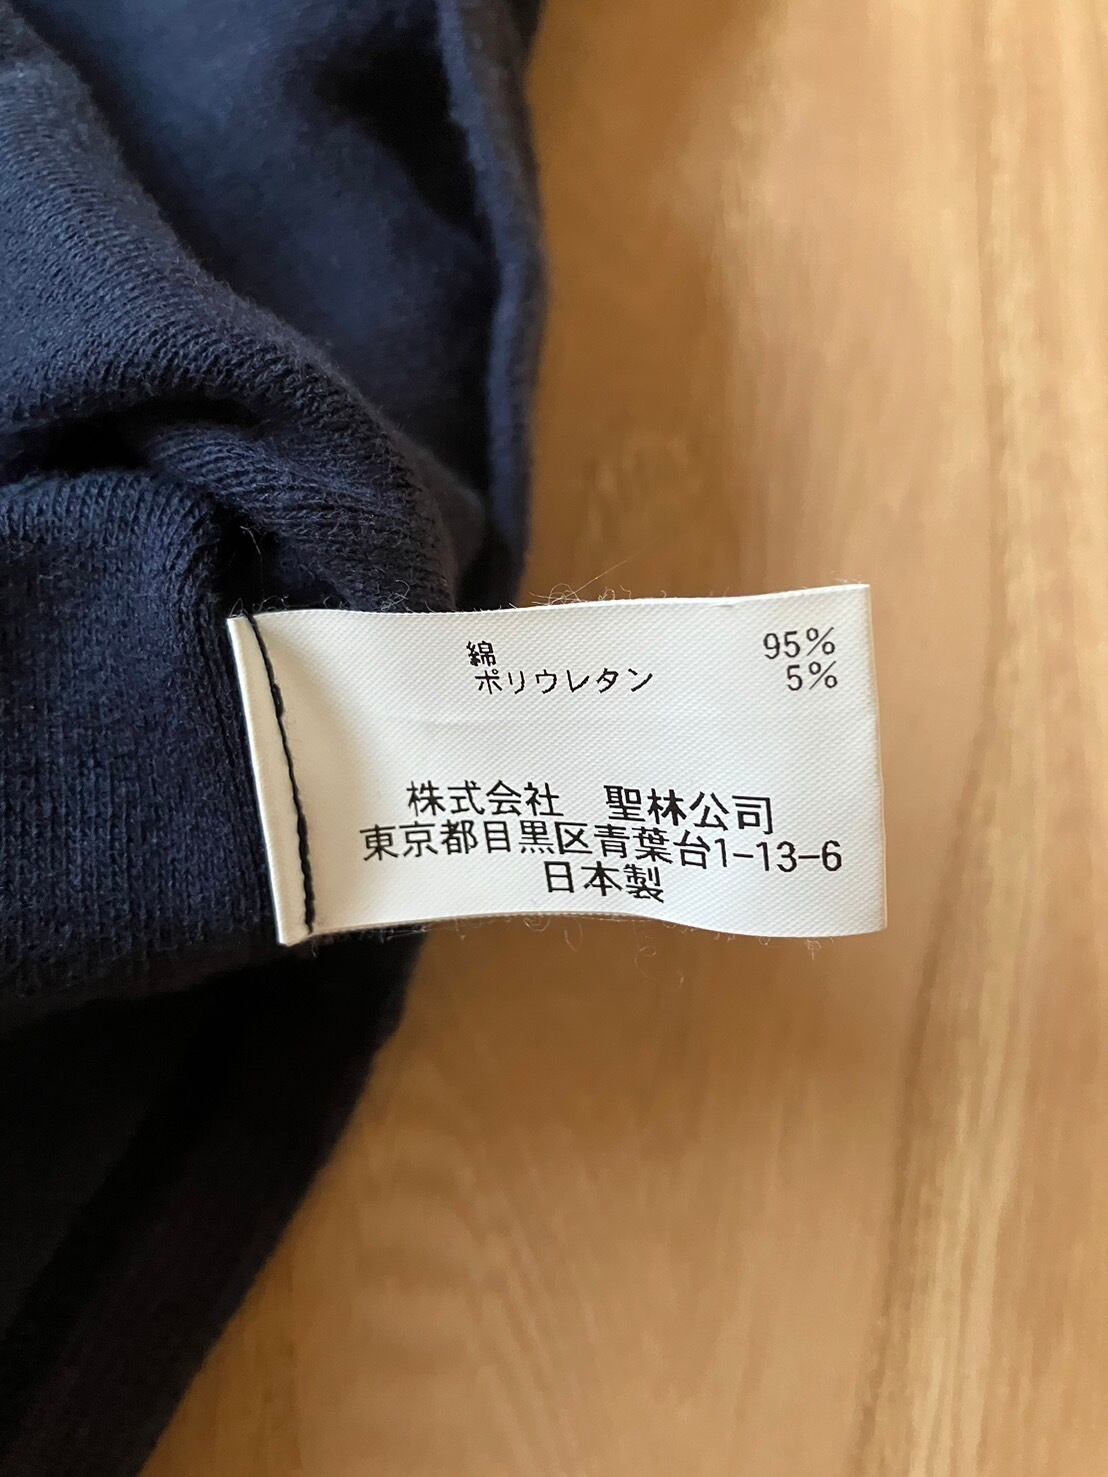 綿 95%
ポリウレタン 5%
株式会社 聖林公司
東京都目黒区青葉台1-13-6
日本製